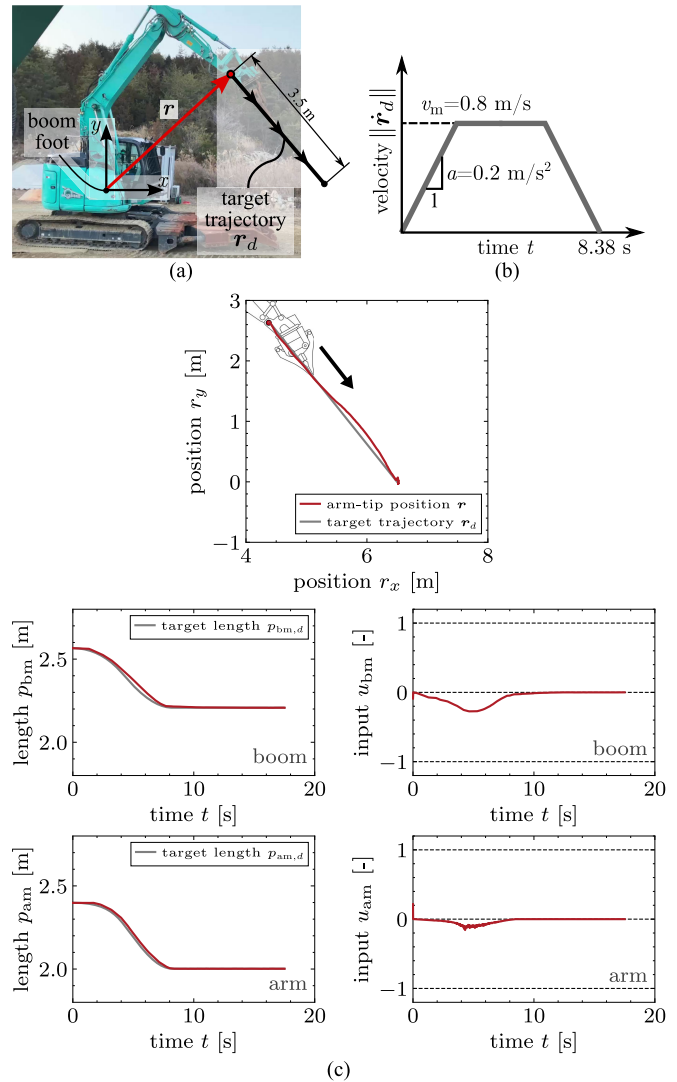 boom
foot
y
x
r
3.5 m
target
trajectory
r_d
(a)
velocity ||ṙ_d||
v_m=0.8 m/s
a=0.2 m/s²
1
time t
8.38 s
(b)
position r_y [m]
3
2
1
0
−1
arm-tip position r
target trajectory r_d
4
6
8
position r_x [m]
length p_bm [m]
2.5
2.0
target length p_bm,d
boom
0
10
20
time t [s]
input u_bm [-]
1
0
−1
boom
0
10
20
time t [s]
length p_am [m]
2.5
2.0
target length p_am,d
arm
0
10
20
time t [s]
input u_am [-]
1
0
−1
arm
0
10
20
time t [s]
(c)